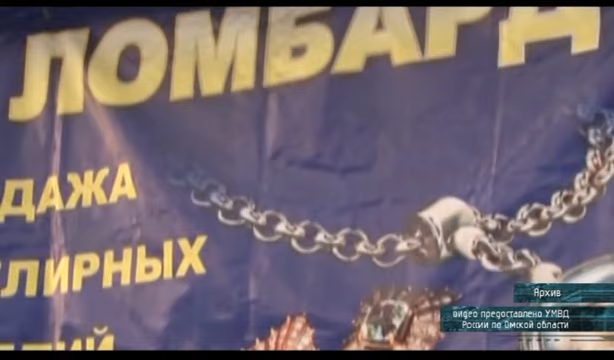 ЛОМБАРД
ДАЖА
ЛИРНЫХ
Архив
видео предоставлено УМВД
России по Омской области